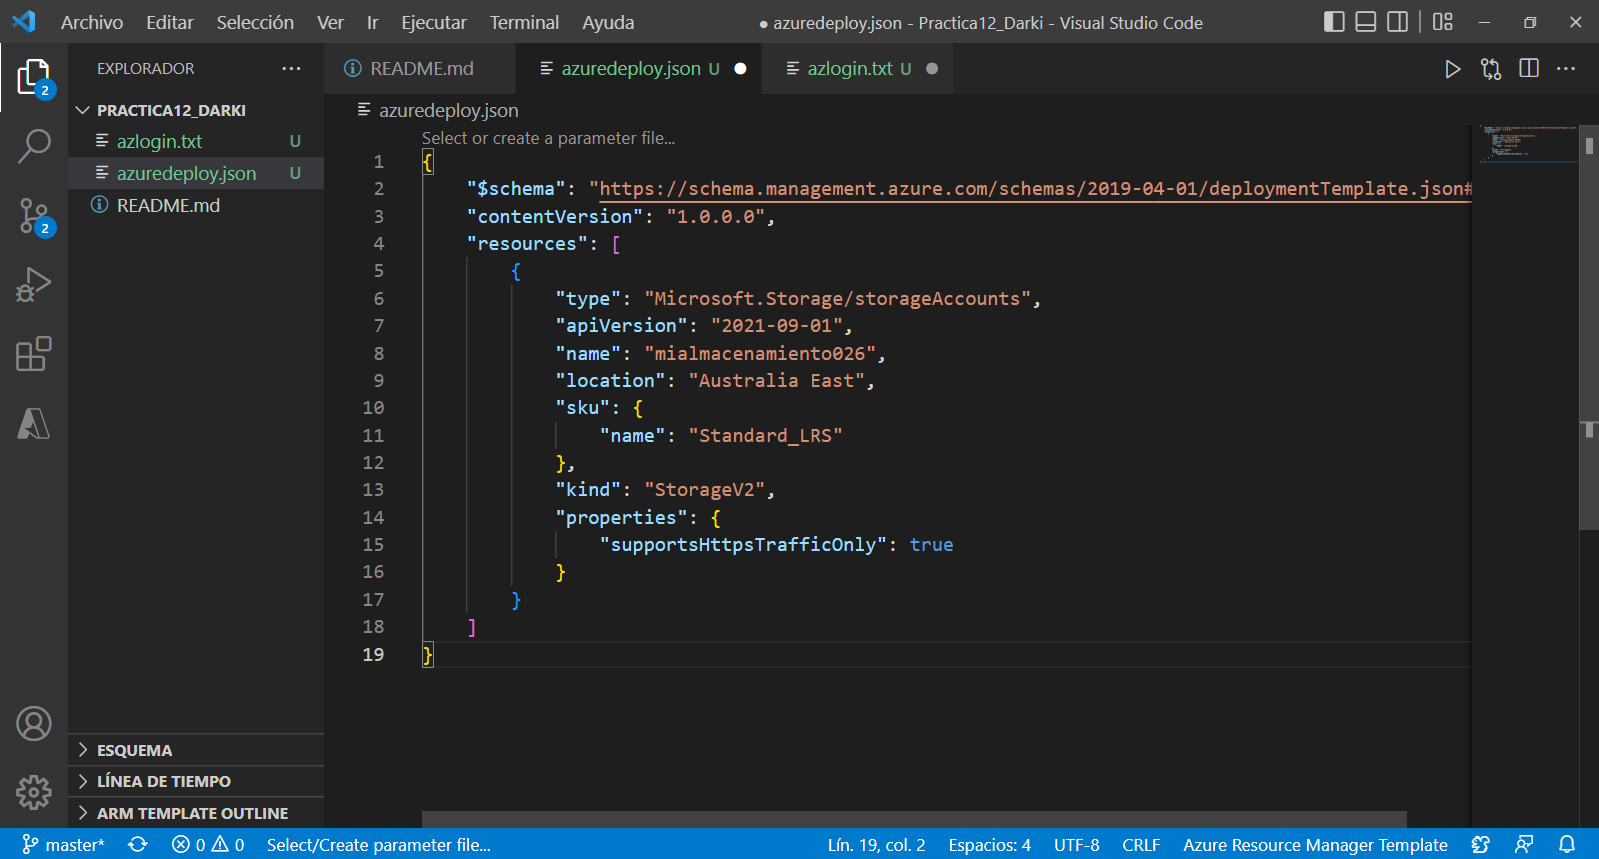 Archivo Editar Selección Ver Ir Ejecutar Terminal Ayuda
● azuredeploy.json - Practica12_Darki - Visual Studio Code
EXPLORADOR
README.md
azuredeploy.json U
azlogin.txt U
2
PRACTICA12_DARKI
azuredeploy.json
azlogin.txt U
Select or create a parameter file...
azuredeploy.json U
README.md
2
1 {
2 "$schema": "https://schema.management.azure.com/schemas/2019-04-01/deploymentTemplate.json#
3 "contentVersion": "1.0.0.0",
4 "resources": [
5 {
6 "type": "Microsoft.Storage/storageAccounts",
7 "apiVersion": "2021-09-01",
8 "name": "mialmacenamiento026",
9 "location": "Australia East",
10 "sku": {
11 "name": "Standard_LRS"
12 },
13 "kind": "StorageV2",
14 "properties": {
15 "supportsHttpsTrafficOnly": true
16 }
17 }
18 ]
19 }
ESQUEMA
LÍNEA DE TIEMPO
ARM TEMPLATE OUTLINE
master* 0 0 Select/Create parameter file... Lín. 19, col. 2 Espacios: 4 UTF-8 CRLF Azure Resource Manager Template